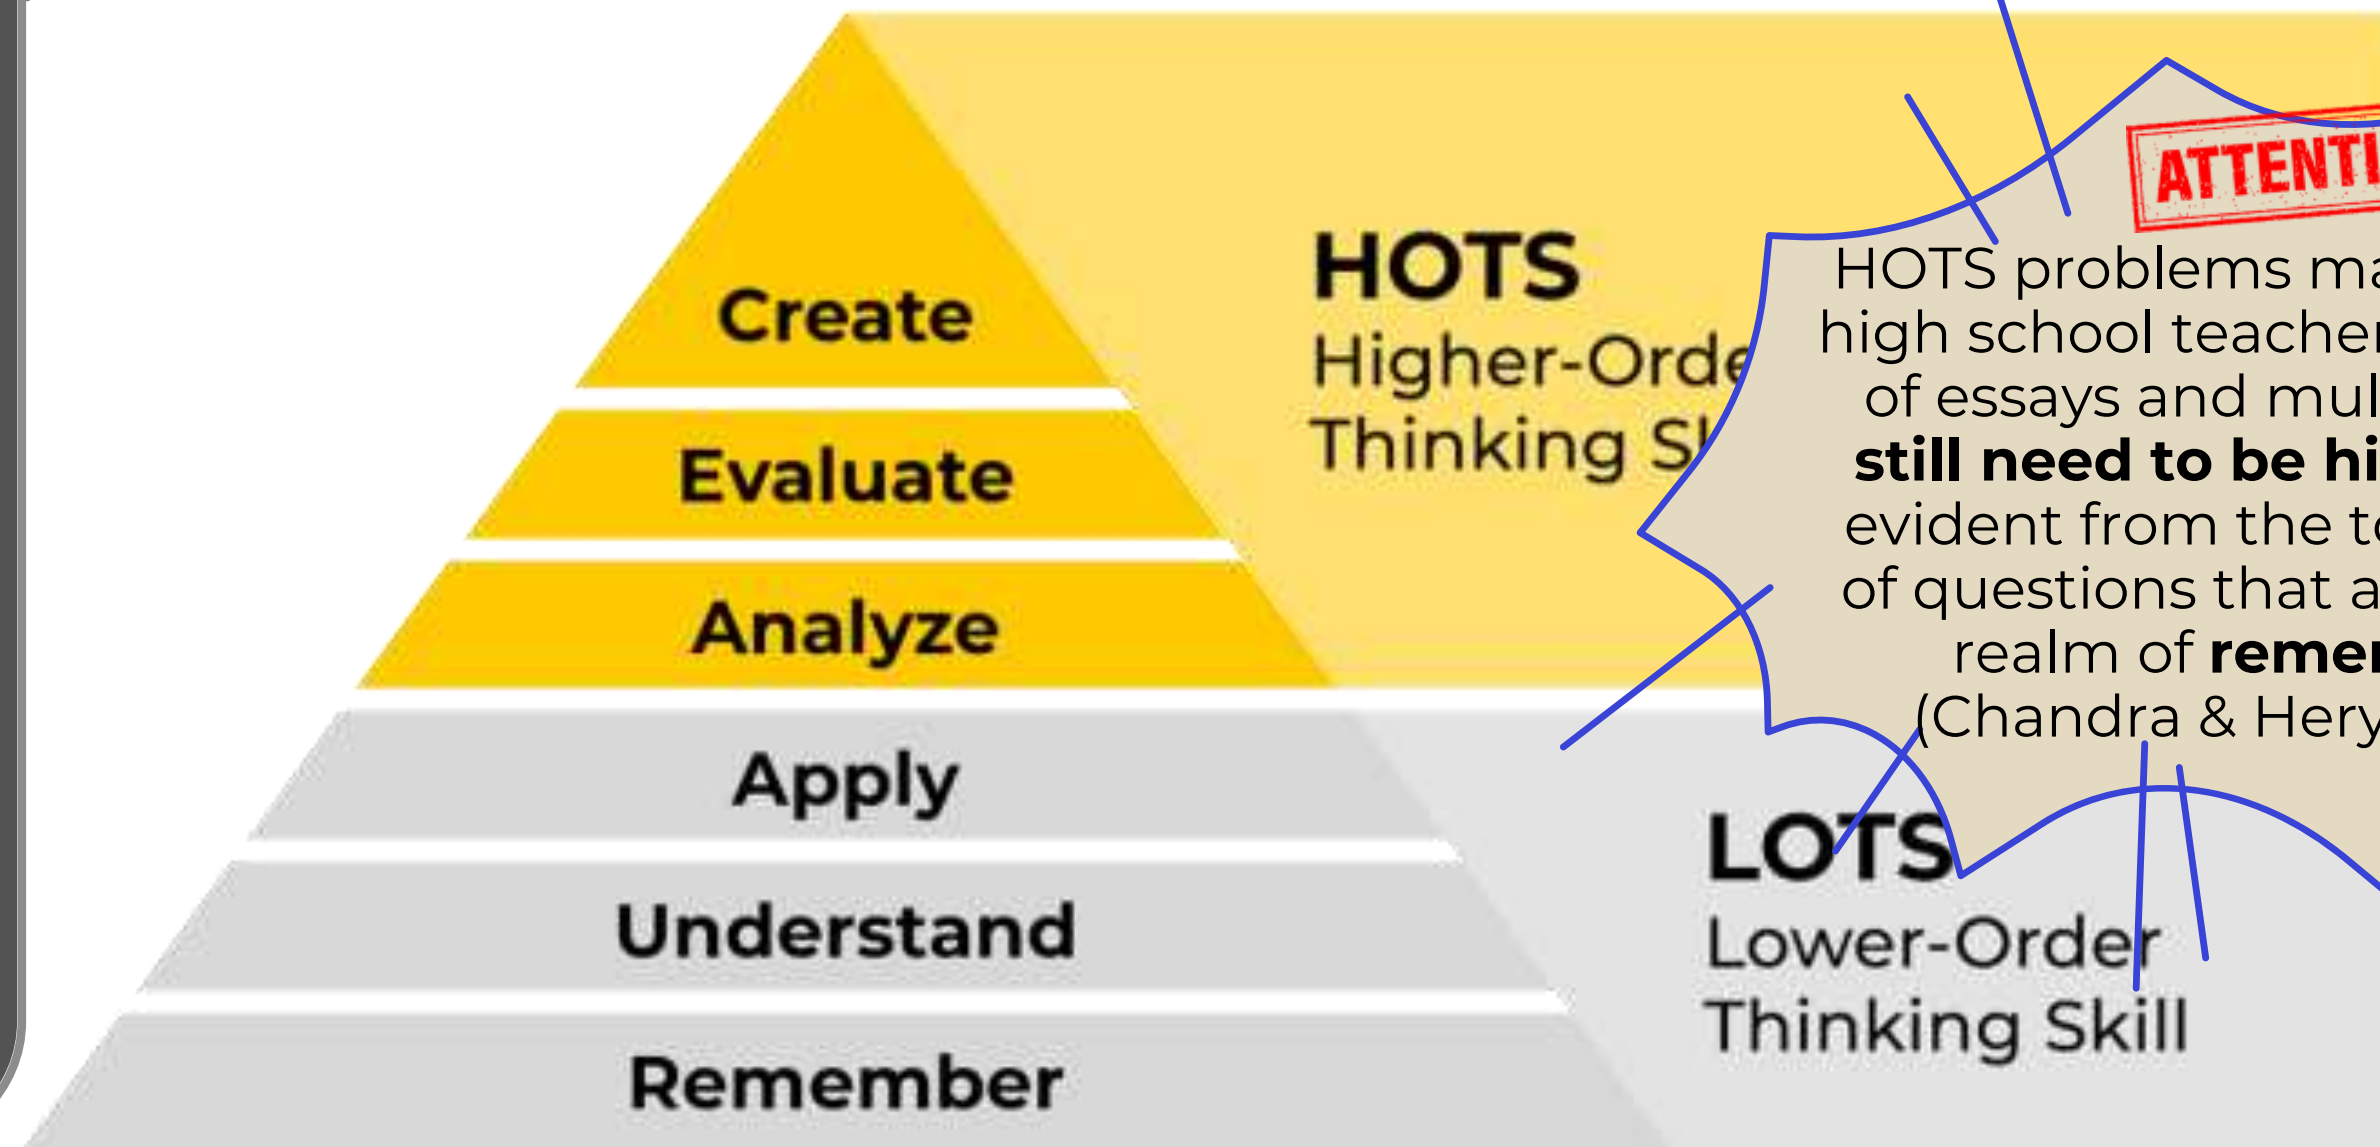 Create
Evaluate
Analyze
Apply
Understand
Remember
HOTS
Higher-Orde
Thinking
LOTS
Lower-Order
Thinking Skill
ATTENTI
HOTS problems ma
high school teacher
of essays and mul
still need to be hi
evident from the to
of questions that a
realm of remer
(Chandra & Hery